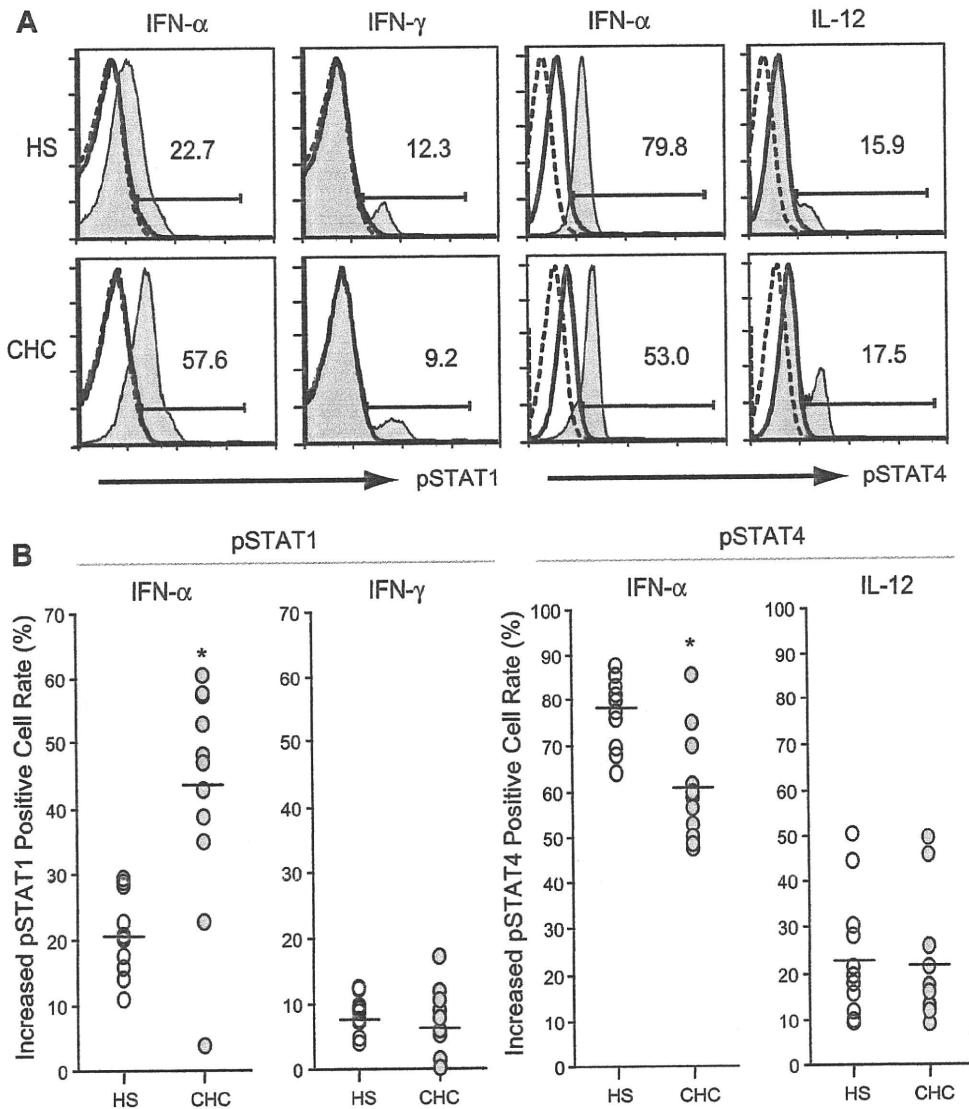 A
IFN-α IFN-γ IFN-α IL-12
HS 22.7 12.3 79.8 15.9
CHC 57.6 9.2 53.0 17.5
pSTAT1 pSTAT4
B
pSTAT1 pSTAT4
IFN-α IFN-γ IFN-α IL-12
Increased pSTAT1 Positive Cell Rate (%)
70
60
50
40
30
20
10
0
*
HS CHC
70
60
50
40
30
20
10
0
HS CHC
Increased pSTAT4 Positive Cell Rate (%)
100
90
80
70
60
50
40
30
20
10
0
*
HS CHC
100
90
80
70
60
50
40
30
20
10
0
HS CHC